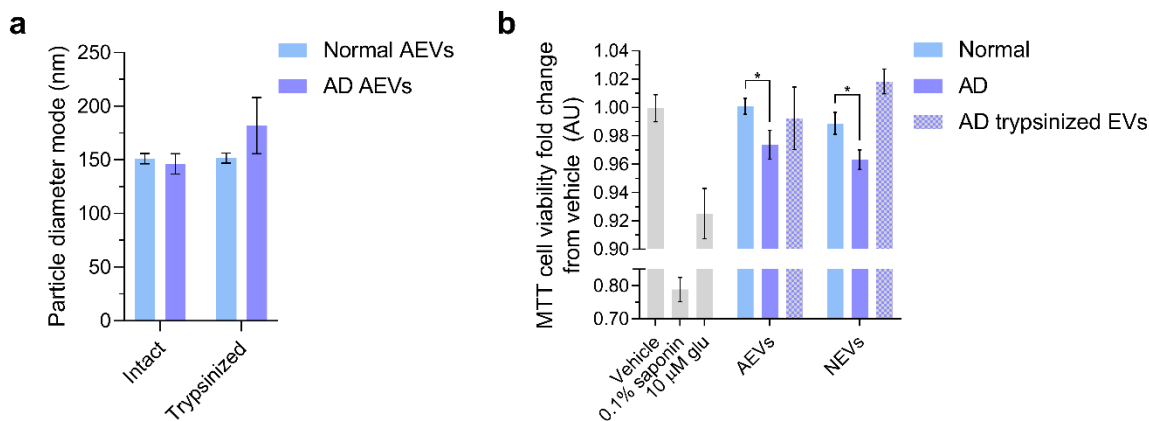 a
Particle diameter mode (nm)
250
200
150
100
50
0
Intact
Trypsinized
Normal AEVs
AD AEVs
b
MTT cell viability fold change
from vehicle (AU)
1.04
1.02
1.00
0.98
0.96
0.94
0.92
0.90
0.80
0.70
*
*
Vehicle
0.1% saponin
10 µM glu
AEVs
NEVs
Normal
AD
AD trypsinized EVs